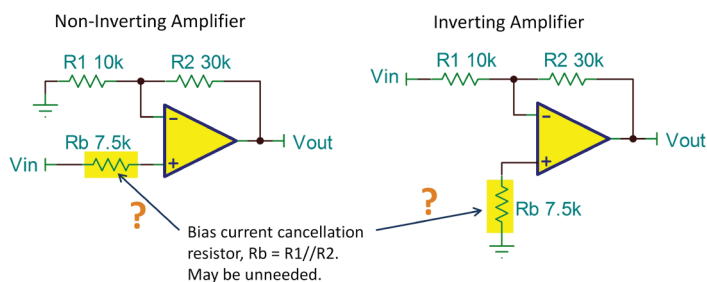 Non-Inverting Amplifier
R1 10k
R2 30k
-
Rb 7.5k
+
Vin
Vout
?
Inverting Amplifier
R1 10k
R2 30k
Vin
-
+
Vout
?
Rb 7.5k
Bias current cancellation
resistor, Rb = R1//R2.
May be unneeded.